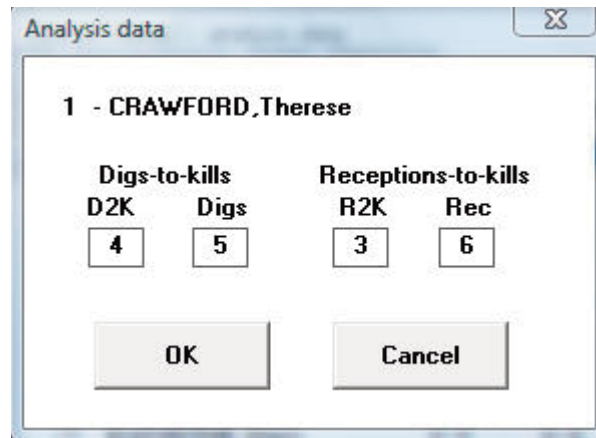 Analysis data
1 - CRAWFORD,Therese
Digs-to-kills Receptions-to-kills
D2K Digs R2K Rec
4 5 3 6
OK Cancel